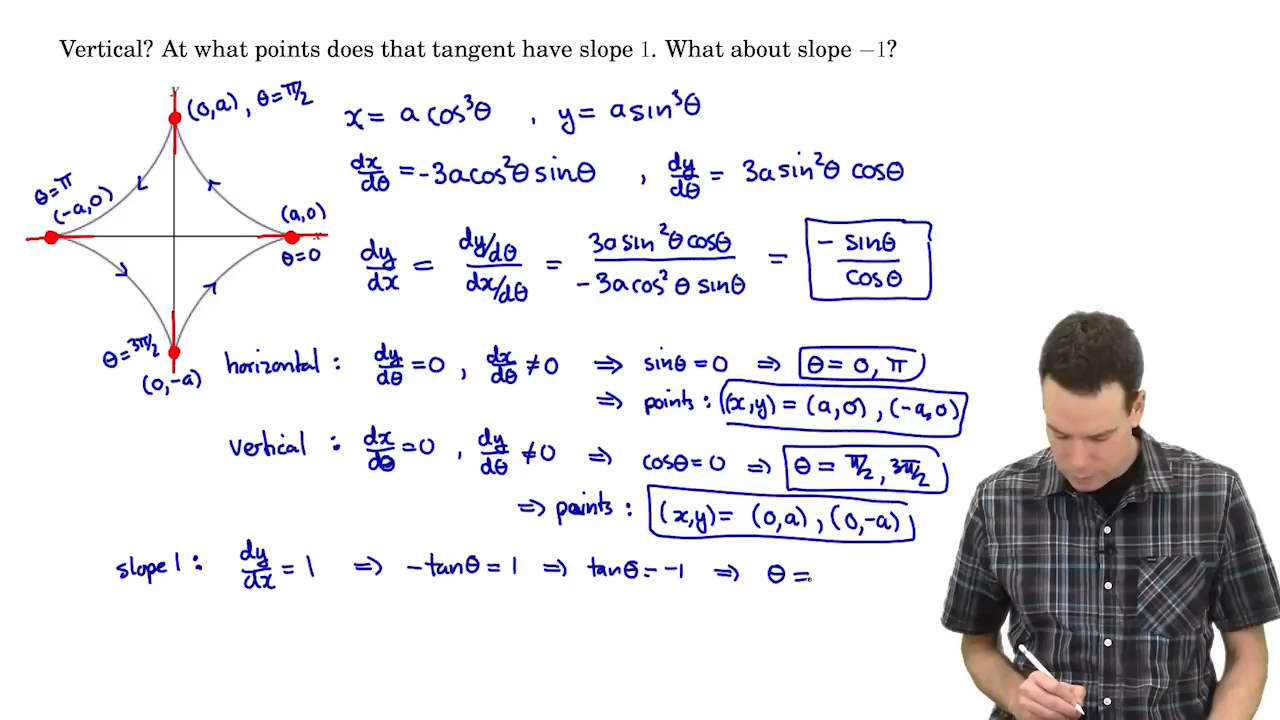 Vertical? At what points does that tangent have slope 1. What about slope −1?
y
(0,a) , θ=π/2
x = a cos³θ , y = a sin³θ
dx/dθ = -3a cos²θ sinθ , dy/dθ = 3a sin²θ cosθ
θ=π
(-a,0)
(a,0)
x
θ=0
dy/dx = (dy/dθ)/(dx/dθ) = (3a sin²θ cosθ)/(-3a cos²θ sinθ) = - sinθ/cosθ
θ=3π/2
(0,-a)
horizontal : dy/dθ = 0 , dx/dθ ≠ 0 ⇒ sinθ = 0 ⇒ θ = 0, π
⇒ points : (x,y) = (a,0) , (-a,0)
vertical : dx/dθ = 0 , dy/dθ ≠ 0 ⇒ cosθ = 0 ⇒ θ = π/2, 3π/2
⇒ points : (x,y) = (0,a) , (0,-a)
slope 1 : dy/dx = 1 ⇒ -tanθ = 1 ⇒ tanθ = -1 ⇒ θ =